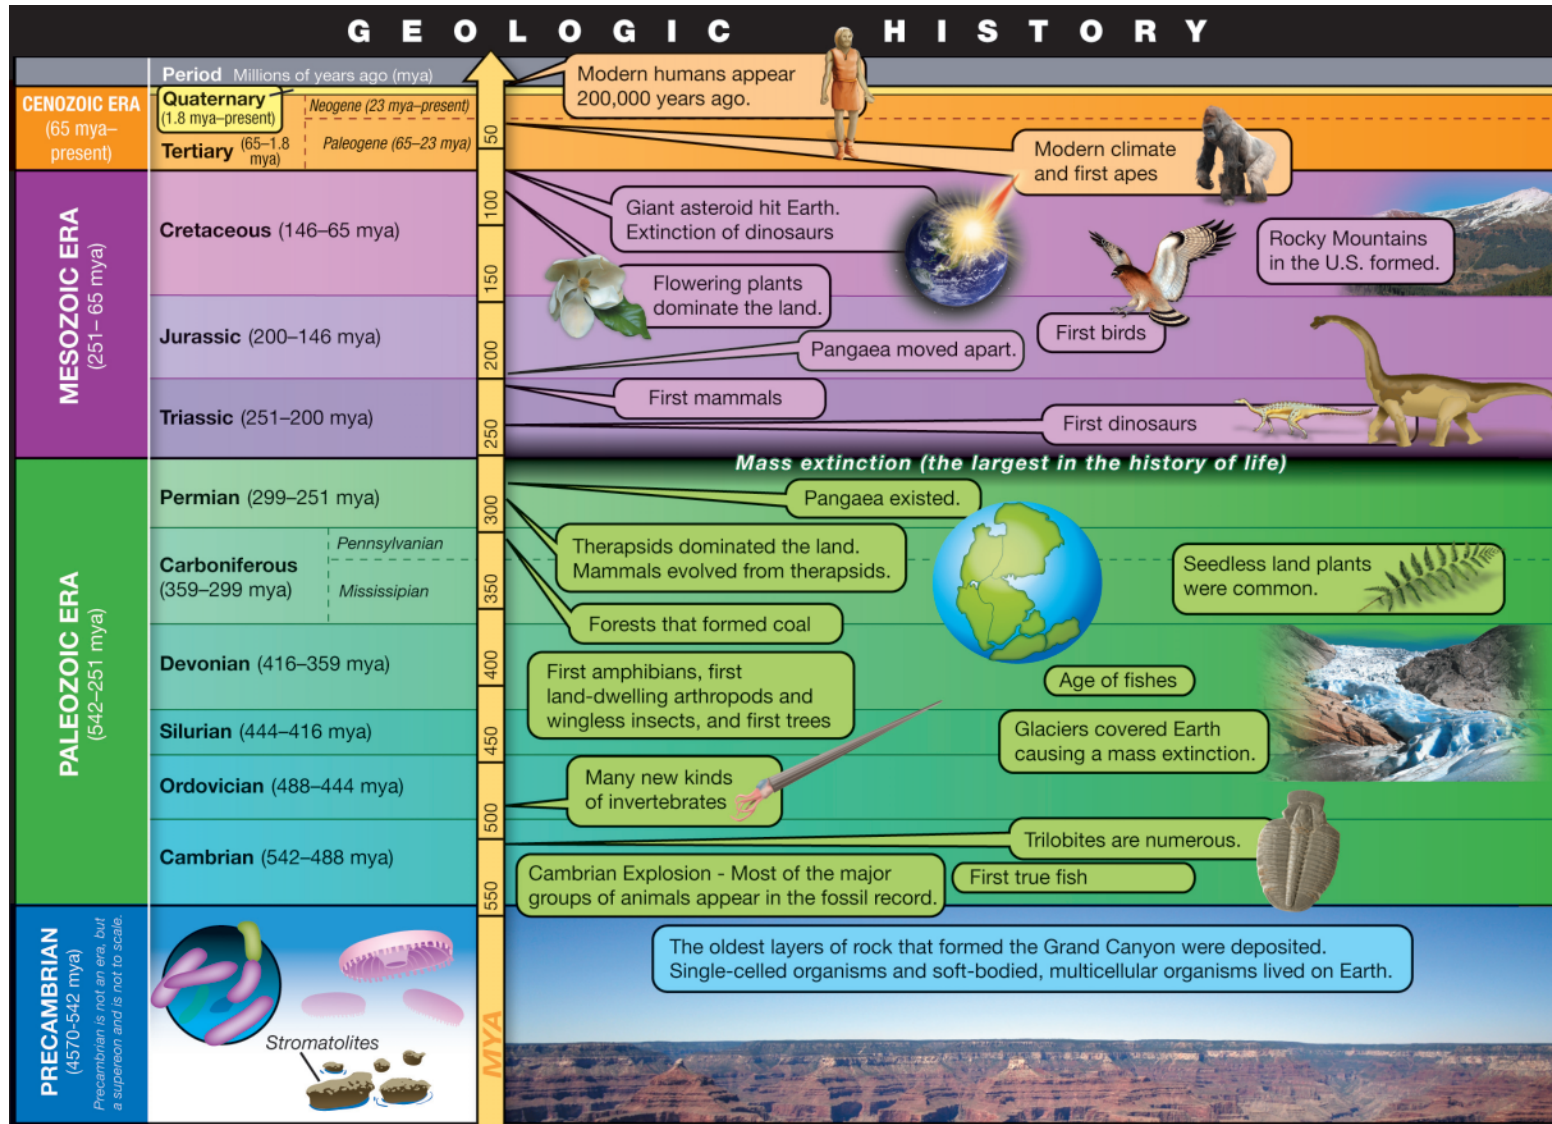 GEOLOGIC HISTORY
Period Millions of years ago (mya)
CENOZOIC ERA
(65 mya–
present)
Quaternary
(1.8 mya–present)
Tertiary (65–1.8
mya)
Neogene (23 mya–present)
Paleogene (65–23 mya)
Modern humans appear
200,000 years ago.
Modern climate
and first apes
MESOZOIC ERA
(251– 65 mya)
Cretaceous (146–65 mya)
Jurassic (200–146 mya)
Triassic (251–200 mya)
Giant asteroid hit Earth.
Extinction of dinosaurs
Flowering plants
dominate the land.
Rocky Mountains
in the U.S. formed.
First birds
Pangaea moved apart.
First mammals
First dinosaurs
Mass extinction (the largest in the history of life)
PALEOZOIC ERA
(542–251 mya)
Permian (299–251 mya)
Carboniferous
(359–299 mya)
Pennsylvanian
Mississipian
Devonian (416–359 mya)
Silurian (444–416 mya)
Ordovician (488–444 mya)
Cambrian (542–488 mya)
Pangaea existed.
Therapsids dominated the land.
Mammals evolved from therapsids.
Seedless land plants
were common.
Forests that formed coal
First amphibians, first
land-dwelling arthropods and
wingless insects, and first trees
Age of fishes
Glaciers covered Earth
causing a mass extinction.
Many new kinds
of invertebrates
Trilobites are numerous.
Cambrian Explosion - Most of the major
groups of animals appear in the fossil record.
First true fish
50
100
150
200
250
300
350
400
450
500
550
MYA
PRECAMBRIAN
(4570-542 mya)
Precambrian is not an era, but
a supereon and is not to scale.
Stromatolites
The oldest layers of rock that formed the Grand Canyon were deposited.
Single-celled organisms and soft-bodied, multicellular organisms lived on Earth.